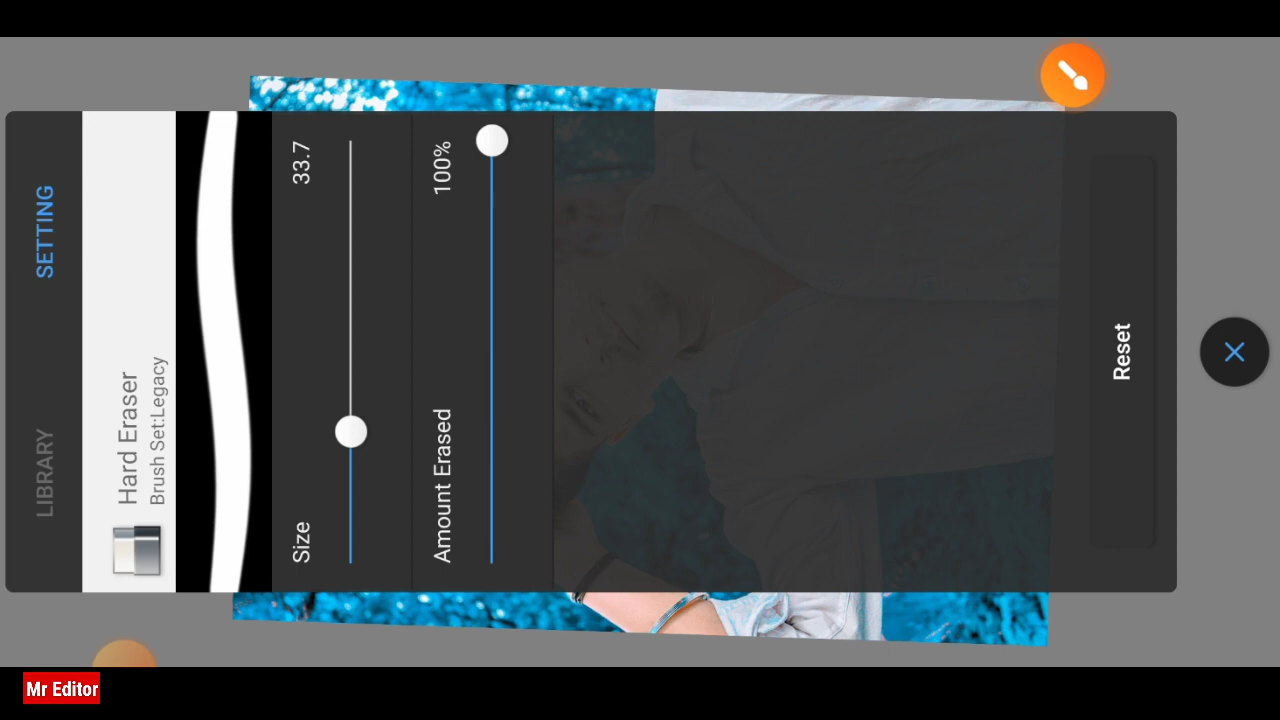 LIBRARY SETTING
Hard Eraser
Brush Set:Legacy
Size 33.7
Amount Erased 100%
Reset
Mr Editor